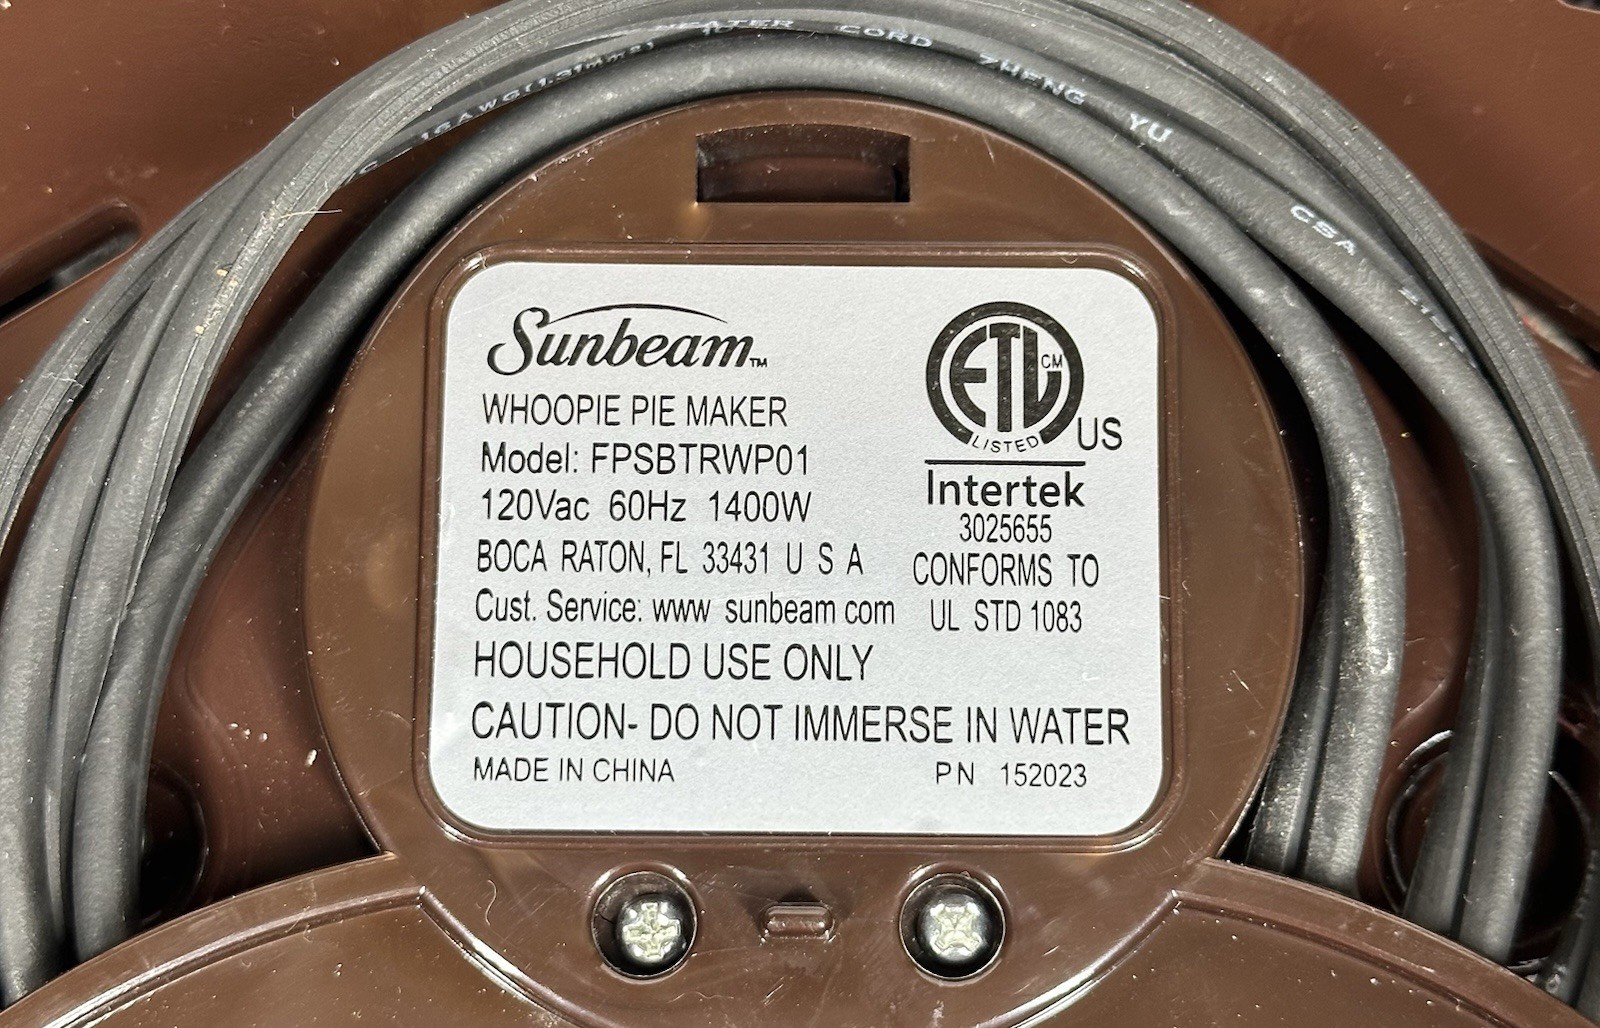 HEATER CORD ZHENG YU CSA
Sunbeam™
WHOOPIE PIE MAKER
Model: FPSBTRWP01
120Vac 60Hz 1400W
BOCA RATON, FL 33431 U S A
Cust. Service: www sunbeam com
HOUSEHOLD USE ONLY
CAUTION- DO NOT IMMERSE IN WATER
MADE IN CHINA
PN 152023
ETL CM
LISTED
US
Intertek
3025655
CONFORMS TO
UL STD 1083